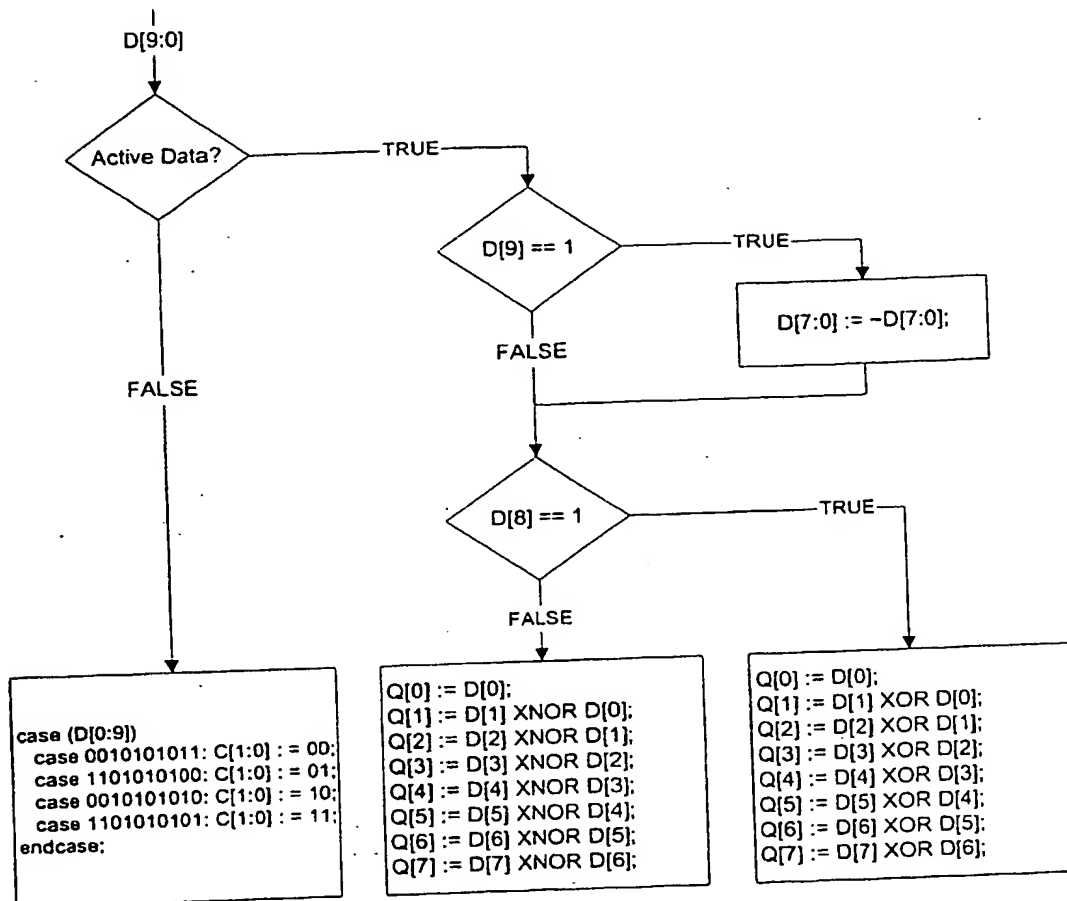 D[9:0]
Active Data?
TRUE
D[9] == 1
TRUE
D[7:0] := ~D[7:0];
FALSE
FALSE
D[8] == 1
TRUE
FALSE
case (D[0:9])
case 0010101011: C[1:0] : = 00;
case 1101010100: C[1:0] : = 01;
case 0010101010: C[1:0] : = 10;
case 1101010101: C[1:0] : = 11;
endcase;
Q[0] := D[0];
Q[1] := D[1] XNOR D[0];
Q[2] := D[2] XNOR D[1];
Q[3] := D[3] XNOR D[2];
Q[4] := D[4] XNOR D[3];
Q[5] := D[5] XNOR D[4];
Q[6] := D[6] XNOR D[5];
Q[7] := D[7] XNOR D[6];
Q[0] := D[0];
Q[1] := D[1] XOR D[0];
Q[2] := D[2] XOR D[1];
Q[3] := D[3] XOR D[2];
Q[4] := D[4] XOR D[3];
Q[5] := D[5] XOR D[4];
Q[6] := D[6] XOR D[5];
Q[7] := D[7] XOR D[6];